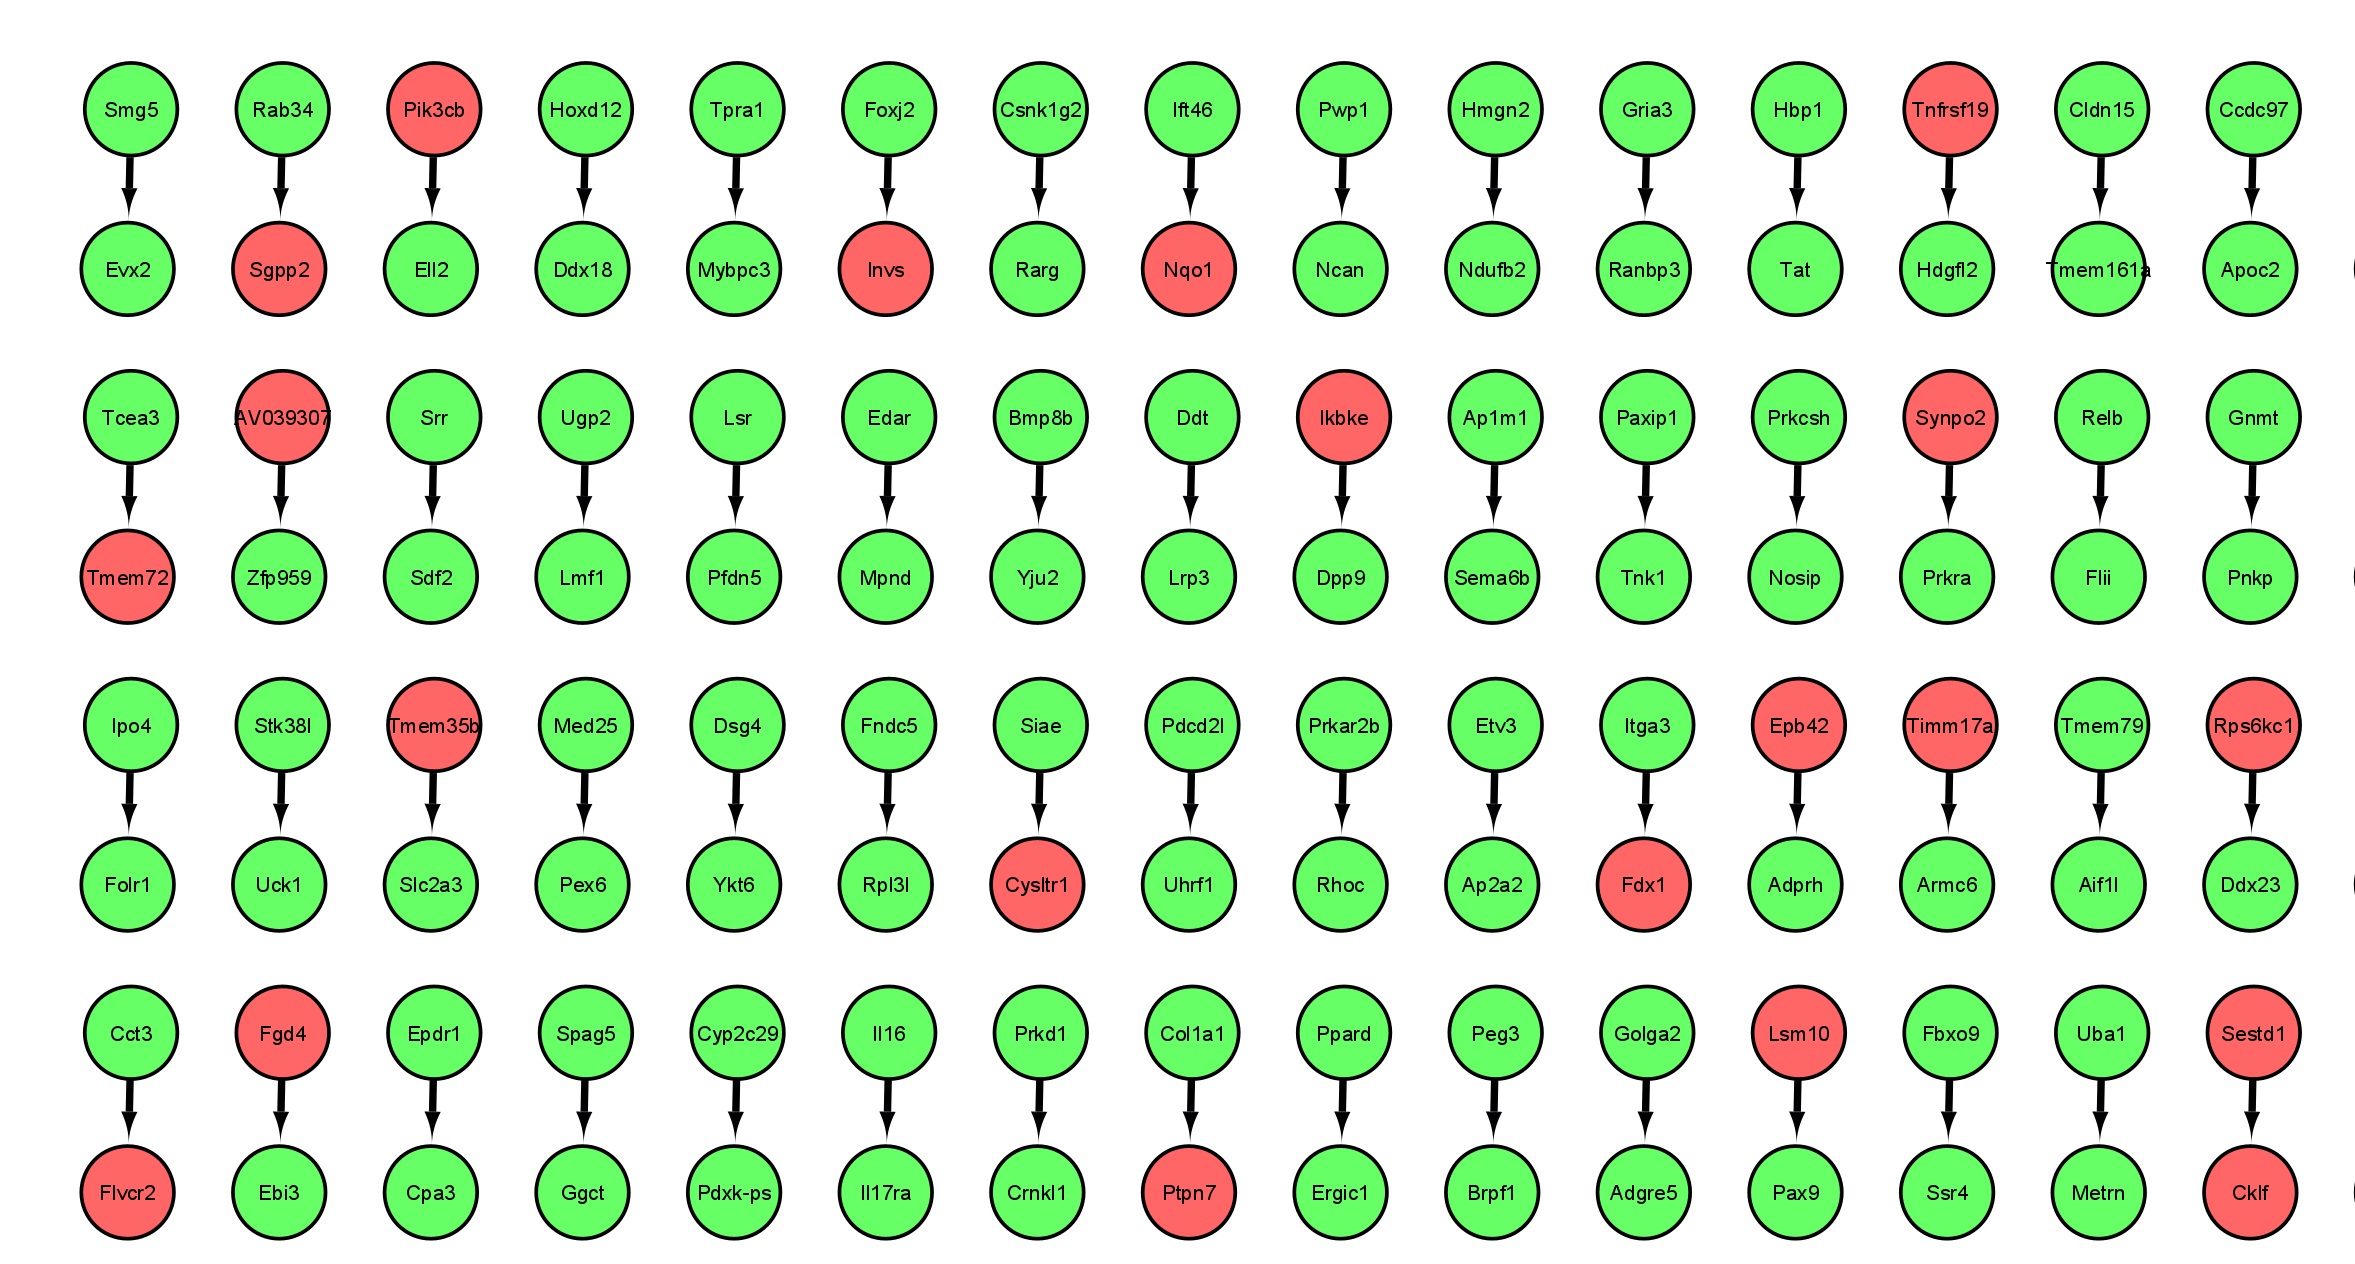 Smg5 Rab34 Pik3cb Hoxd12 Tpra1 Foxj2 Csnk1g2 Ift46 Pwp1 Hmgn2 Gria3 Hbp1 Tnfrsf19 Cldn15 Ccdc97
Evx2 Sgpp2 Ell2 Ddx18 Mybpc3 Invs Rarg Nqo1 Ncan Ndufb2 Ranbp3 Tat Hdgfl2 Tmem161a Apoc2
Tcea3 AV039307 Srr Ugp2 Lsr Edar Bmp8b Ddt Ikbke Ap1m1 Paxip1 Prkcsh Synpo2 Relb Gnmt
Tmem72 Zfp959 Sdf2 Lmf1 Pfdn5 Mpnd Yju2 Lrp3 Dpp9 Sema6b Tnk1 Nosip Prkra Flii Pnkp
Ipo4 Stk38l Tmem35b Med25 Dsg4 Fndc5 Siae Pdcd2l Prkar2b Etv3 Itga3 Epb42 Timm17a Tmem79 Rps6kc1
Folr1 Uck1 Slc2a3 Pex6 Ykt6 Rpl3l Cysltr1 Uhrf1 Rhoc Ap2a2 Fdx1 Adprh Armc6 Aif1l Ddx23
Cct3 Fgd4 Epdr1 Spag5 Cyp2c29 Il16 Prkd1 Col1a1 Ppard Peg3 Golga2 Lsm10 Fbxo9 Uba1 Sestd1
Flvcr2 Ebi3 Cpa3 Ggct Pdxk-ps Il17ra Crnkl1 Ptpn7 Ergic1 Brpf1 Adgre5 Pax9 Ssr4 Metrn Cklf